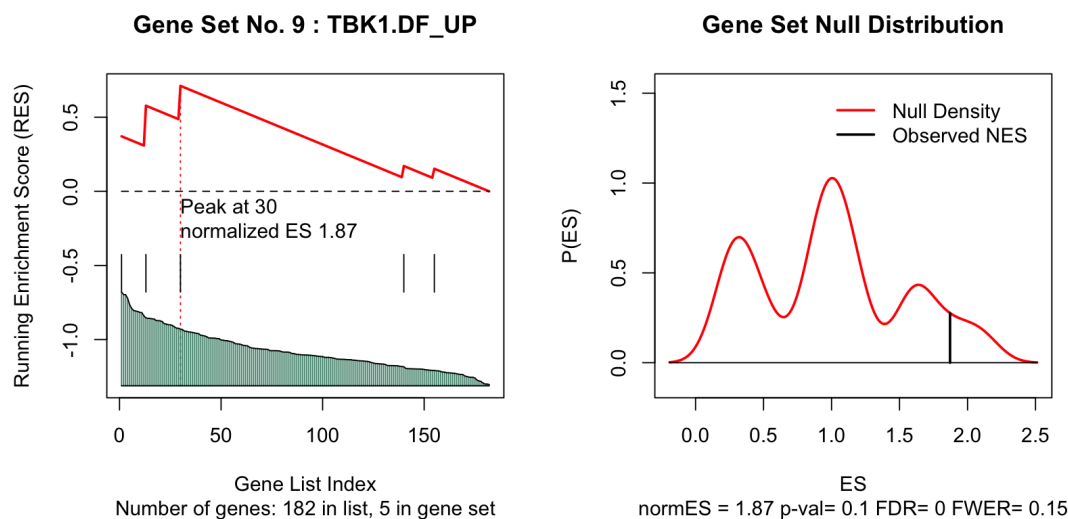 Gene Set No. 9 : TBK1.DF_UP
Running Enrichment Score (RES)
0.5
0.0
-0.5
-1.0
Peak at 30
normalized ES 1.87
0
50
100
150
Gene List Index
Number of genes: 182 in list, 5 in gene set
Gene Set Null Distribution
P(ES)
1.5
1.0
0.5
0.0
Null Density
Observed NES
0.0
0.5
1.0
1.5
2.0
2.5
ES
normES = 1.87 p-val= 0.1 FDR= 0 FWER= 0.15